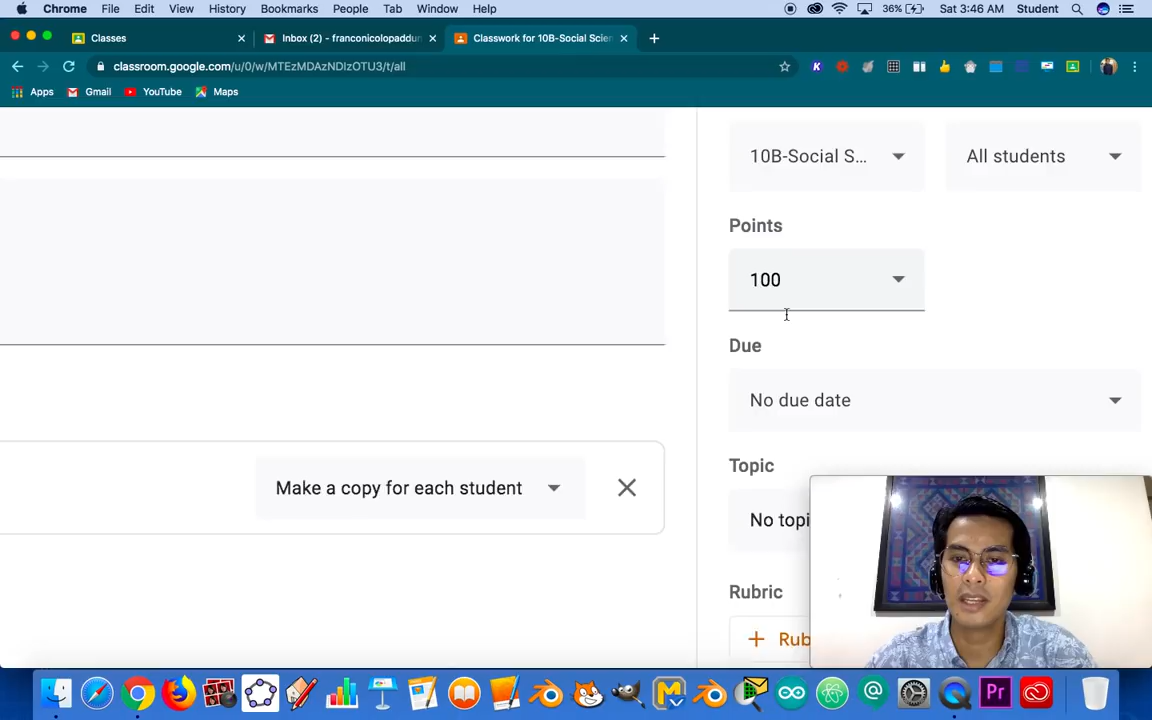 Chrome File Edit View History Bookmarks People Tab Window Help 36% Sat 3:46 AM Student
Classes Inbox (2) - franconicolopaddun Classwork for 10B-Social Scien
classroom.google.com/u/0/w/MTEzMDAzNDIzOTU3/t/all
Apps Gmail YouTube Maps
10B-Social S... All students
Points
100
Due
No due date
Topic
Make a copy for each student
No topi
Rubric
+ Rub